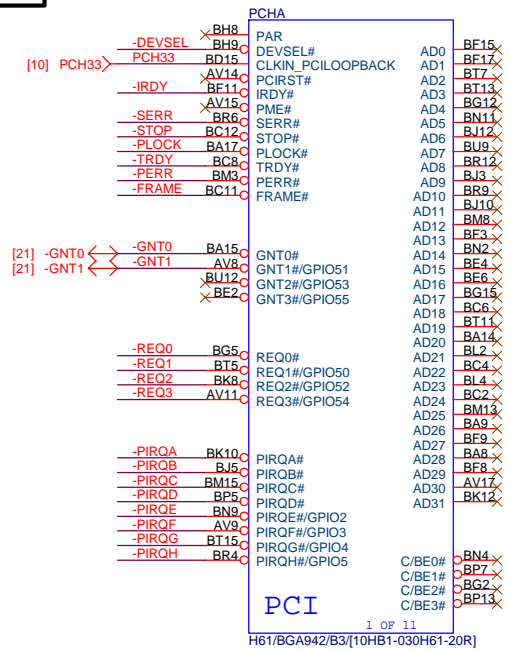 PCHA
BH8 PAR
-DEVSEL BH9 DEVSEL#
[10] PCH33 PCH33 BD15 CLKIN_PCILOOPBACK
AV14 PCIRST#
-IRDY BF11 IRDY#
AV15 PME#
-SERR BR6 SERR#
-STOP BC12 STOP#
-PLOCK BA17 PLOCK#
-TRDY BC8 TRDY#
-PERR BM3 PERR#
-FRAME BC11 FRAME#
[21] -GNT0 -GNT0 BA15 GNT0#
[21] -GNT1 -GNT1 AV8 GNT1#/GPIO51
BU12 GNT2#/GPIO53
BE2 GNT3#/GPIO55
-REQ0 BG5 REQ0#
-REQ1 BT5 REQ1#/GPIO50
-REQ2 BK8 REQ2#/GPIO52
-REQ3 AV11 REQ3#/GPIO54
-PIRQA BK10 PIRQA#
-PIRQB BJ5 PIRQB#
-PIRQC BM15 PIRQC#
-PIRQD BP5 PIRQD#
-PIRQE BN9 PIRQE#/GPIO2
-PIRQF AV9 PIRQF#/GPIO3
-PIRQG BT15 PIRQG#/GPIO4
-PIRQH BR4 PIRQH#/GPIO5
AD0 BF15
AD1 BF17
AD2 BT7
AD3 BT13
AD4 BG12
AD5 BN11
AD6 BJ12
AD7 BU9
AD8 BR12
AD9 BJ3
AD10 BR9
AD11 BJ10
AD12 BM8
AD13 BF3
AD14 BN2
AD15 BE4
AD16 BE6
AD17 BG15
AD18 BC6
AD19 BT11
AD20 BA14
AD21 BL2
AD22 BC4
AD23 BL4
AD24 BC2
AD25 BM13
AD26 BA9
AD27 BF9
AD28 BA8
AD29 BF8
AD30 AV17
AD31 BK12
C/BE0# BN4
C/BE1# BP7
C/BE2# BG2
C/BE3# BP13
PCI
1 OF 11
H61/BGA942/B3/[10HB1-030H61-20R]